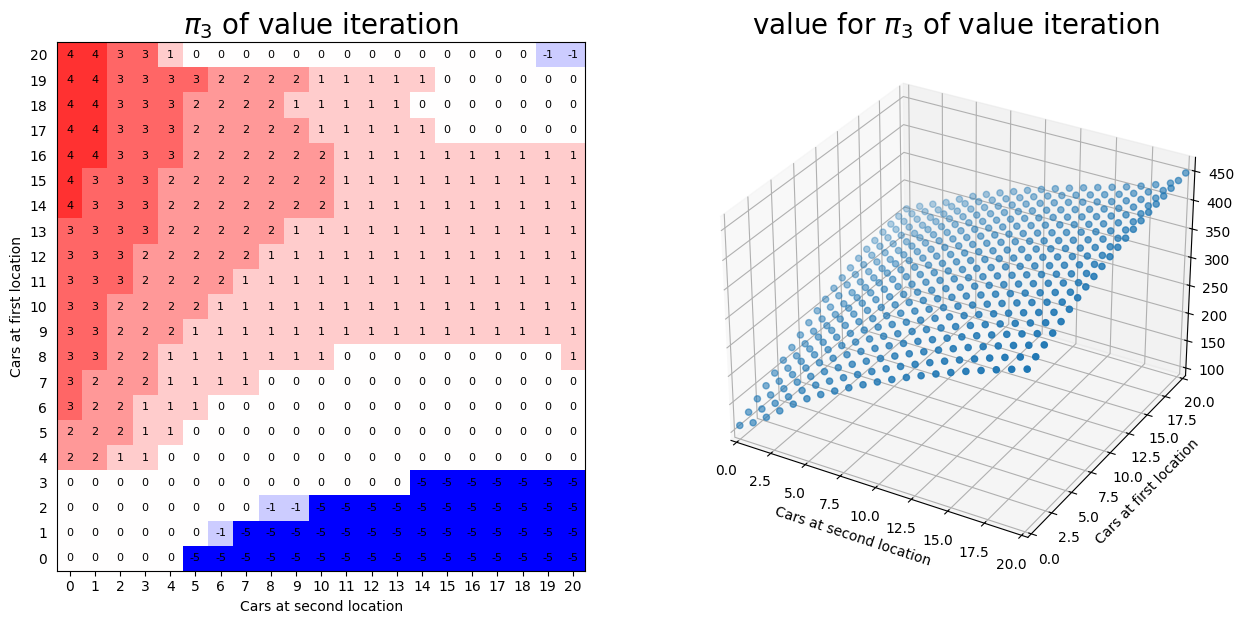 π₃ of value iteration
20 4 4 3 3 1 0 0 0 0 0 0 0 0 0 0 0 0 0 0 -1 -1
19 4 4 3 3 3 3 2 2 2 2 1 1 1 1 1 0 0 0 0 0 0
18 4 4 3 3 3 2 2 2 2 1 1 1 1 1 0 0 0 0 0 0 0
17 4 4 3 3 3 2 2 2 2 2 1 1 1 1 1 0 0 0 0 0 0
16 4 4 3 3 3 2 2 2 2 2 2 1 1 1 1 1 1 1 1 1 1
15 4 3 3 3 2 2 2 2 2 2 2 1 1 1 1 1 1 1 1 1 1
14 4 3 3 3 2 2 2 2 2 2 2 1 1 1 1 1 1 1 1 1 1
13 3 3 3 3 2 2 2 2 2 1 1 1 1 1 1 1 1 1 1 1 1
12 3 3 3 2 2 2 2 2 1 1 1 1 1 1 1 1 1 1 1 1 1
11 3 3 3 2 2 2 2 1 1 1 1 1 1 1 1 1 1 1 1 1 1
10 3 3 2 2 2 2 1 1 1 1 1 1 1 1 1 1 1 1 1 1 1
9 3 3 2 2 2 1 1 1 1 1 1 1 1 1 1 1 1 1 1 1 1
8 3 3 2 2 1 1 1 1 1 1 1 0 0 0 0 0 0 0 0 0 1
7 3 2 2 2 1 1 1 1 0 0 0 0 0 0 0 0 0 0 0 0 0
6 3 2 2 1 1 1 0 0 0 0 0 0 0 0 0 0 0 0 0 0 0
5 2 2 2 1 1 0 0 0 0 0 0 0 0 0 0 0 0 0 0 0 0
4 2 2 1 1 0 0 0 0 0 0 0 0 0 0 0 0 0 0 0 0 0
3 0 0 0 0 0 0 0 0 0 0 0 0 0 0 -5 -5 -5 -5 -5 -5 -5
2 0 0 0 0 0 0 0 0 -1 -1 -5 -5 -5 -5 -5 -5 -5 -5 -5 -5 -5
1 0 0 0 0 0 0 -1 -5 -5 -5 -5 -5 -5 -5 -5 -5 -5 -5 -5 -5 -5
0 0 0 0 0 0 -5 -5 -5 -5 -5 -5 -5 -5 -5 -5 -5 -5 -5 -5 -5 -5
0 1 2 3 4 5 6 7 8 9 10 11 12 13 14 15 16 17 18 19 20
Cars at second location
Cars at first location
value for π₃ of value iteration
450
400
350
300
250
200
150
100
0.0 2.5 5.0 7.5 10.0 12.5 15.0 17.5 20.0
Cars at second location
0.0 2.5 5.0 7.5 10.0 12.5 15.0 17.5 20.0
Cars at first location